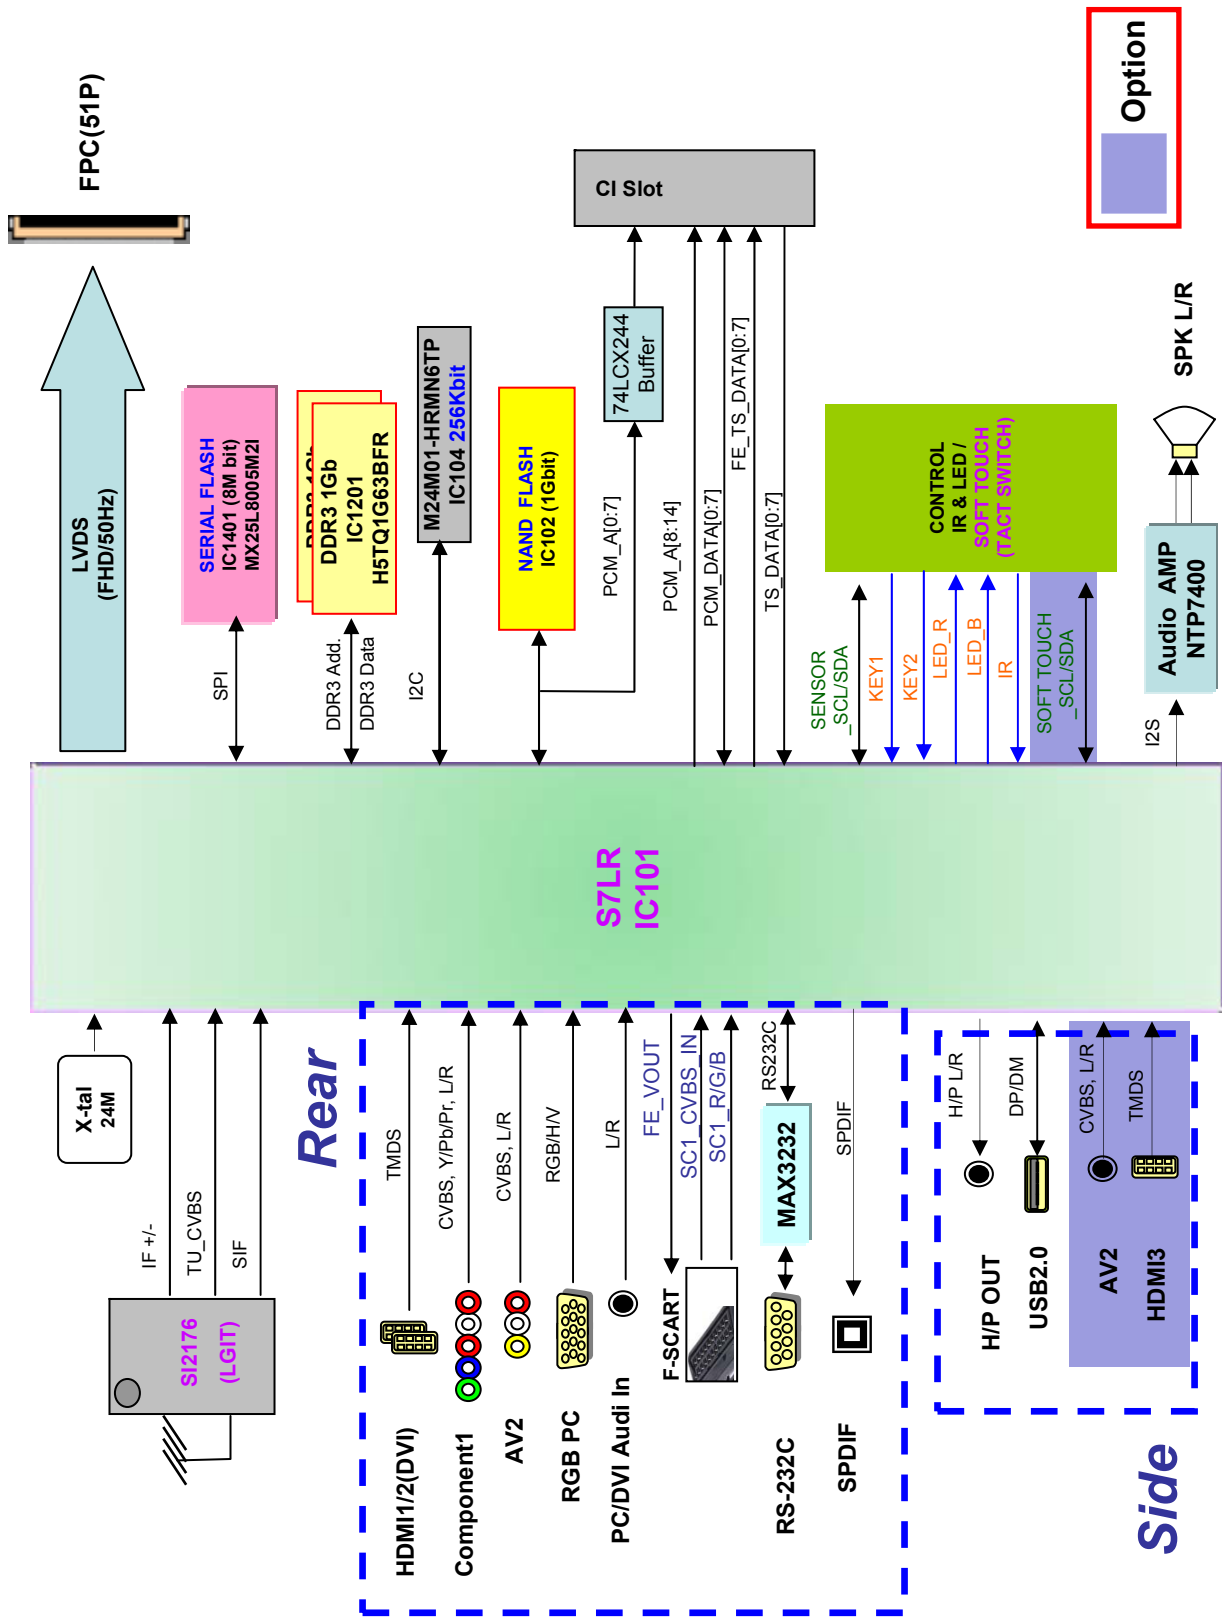 X-tal
24M
IF +/-
TU_CVBS
SIF
SI2176
(LGIT)
Rear
HDMI1/2(DVI)
TMDS
Component1
CVBS, Y/Pb/Pr, L/R
AV2
CVBS, L/R
RGB PC
RGB/H/V
PC/DVI Audi In
L/R
F-SCART
FE_VOUT
SC1_CVBS_IN
SC1_R/G/B
RS-232C
MAX3232
RS232C
SPDIF
SPDIF
Side
H/P OUT
H/P L/R
USB2.0
DP/DM
AV2
CVBS, L/R
HDMI3
TMDS
S7LR
IC101
LVDS
(FHD/50Hz)
FPC(51P)
SPI
SERIAL FLASH
IC1401 (8M bit)
MX25L8005M2I
DDR3 Add.
DDR3 Data
DDR3 1Gb
DDR3 1Gb
IC1201
H5TQ1G63BFR
I2C
M24M01-HRMN6TP
IC104 256Kbit
NAND FLASH
IC102 (1Gbit)
PCM_A[0:7]
74LCX244
Buffer
CI Slot
PCM_A[8:14]
PCM_DATA[0:7]
FE_TS_DATA[0:7]
TS_DATA[0:7]
SENSOR
_SCL/SDA
KEY1
KEY2
LED_R
LED_B
IR
SOFT TOUCH
_SCL/SDA
CONTROL
IR & LED /
SOFT TOUCH
(TACT SWITCH)
I2S
Audio AMP
NTP7400
SPK L/R
Option